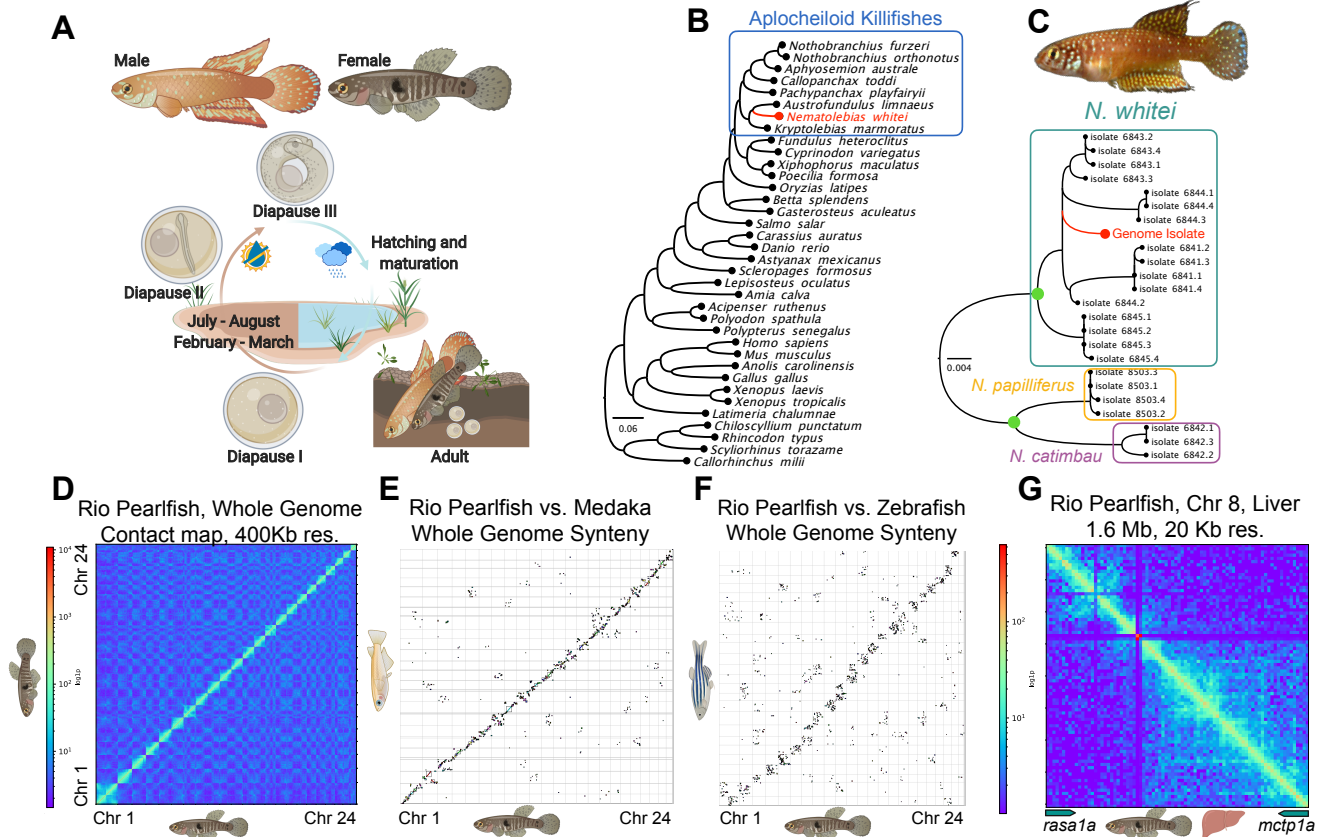 A
Male
Female
Diapause III
Diapause II
Hatching and
maturation
July - August
February - March
Diapause I
Adult
B
Aplocheiloid Killifishes
Nothobranchius furzeri
Nothobranchius orthonotus
Aphyosemion australe
Callopanchax toddi
Pachypanchax playfairyii
Austrofundulus limnaeus
Nematolebias whitei
Kryptolebias marmoratus
Fundulus heteroclitus
Cyprinodon variegatus
Xiphophorus maculatus
Poecilia formosa
Oryzias latipes
Betta splendens
Gasterosteus aculeatus
Salmo salar
Carassius auratus
Danio rerio
Astyanax mexicanus
Scleropages formosus
Lepisosteus oculatus
Amia calva
Acipenser ruthenus
Polyodon spathula
Polypterus senegalus
Homo sapiens
Mus musculus
Anolis carolinensis
Gallus gallus
Xenopus laevis
Xenopus tropicalis
Latimeria chalumnae
Chiloscyllium punctatum
Rhincodon typus
Scyliorhinus torazame
Callorhinchus milii
0.06
C
N. whitei
isolate 6843.2
isolate 6843.4
isolate 6843.1
isolate 6843.3
isolate 6844.1
isolate 6844.4
isolate 6844.3
Genome Isolate
isolate 6841.2
isolate 6841.3
isolate 6841.1
isolate 6841.4
isolate 6844.2
isolate 6845.1
isolate 6845.2
isolate 6845.3
isolate 6845.4
0.004
N. papilliferus
isolate 8503.3
isolate 8503.1
isolate 8503.4
isolate 8503.2
N. catimbau
isolate 6842.1
isolate 6842.3
isolate 6842.2
D
Rio Pearlfish, Whole Genome
Contact map, 400Kb res.
10⁴
10³
10²
10¹
log1p
Chr 24
Chr 1
Chr 1
Chr 24
E
Rio Pearlfish vs. Medaka
Whole Genome Synteny
Chr 1
Chr 24
F
Rio Pearlfish vs. Zebrafish
Whole Genome Synteny
Chr 1
Chr 24
G
Rio Pearlfish, Chr 8, Liver
1.6 Mb, 20 Kb res.
10²
10¹
log1p
rasa1a
mctp1a